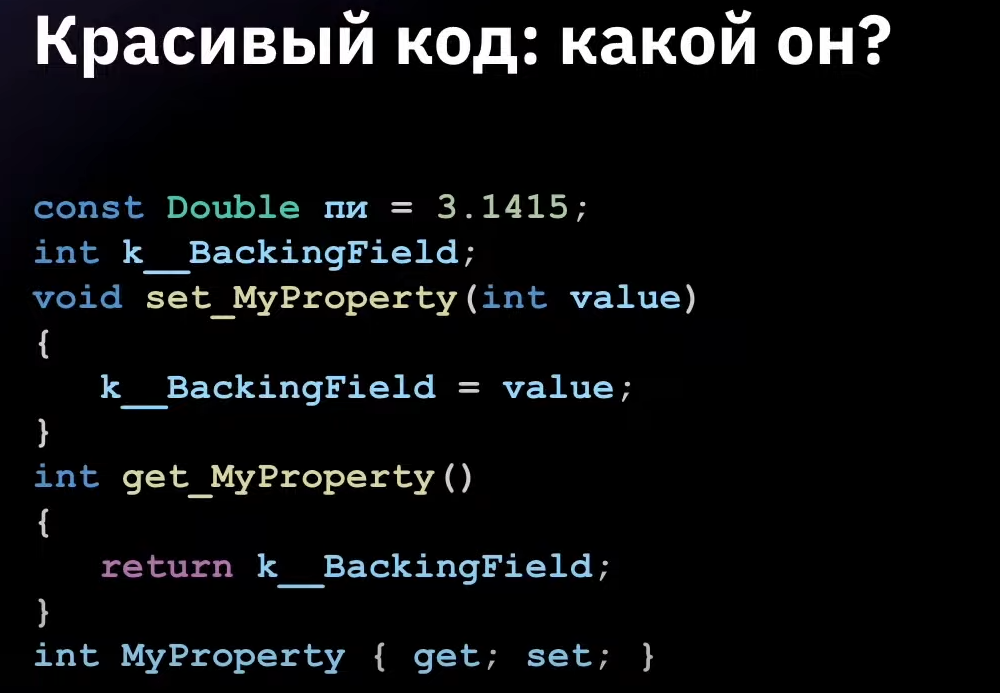 Красивый код: какой он?
const Double пи = 3.1415;
int k__BackingField;
void set_MyProperty(int value)
{
k__BackingField = value;
}
int get_MyProperty()
{
return k__BackingField;
}
int MyProperty { get; set; }